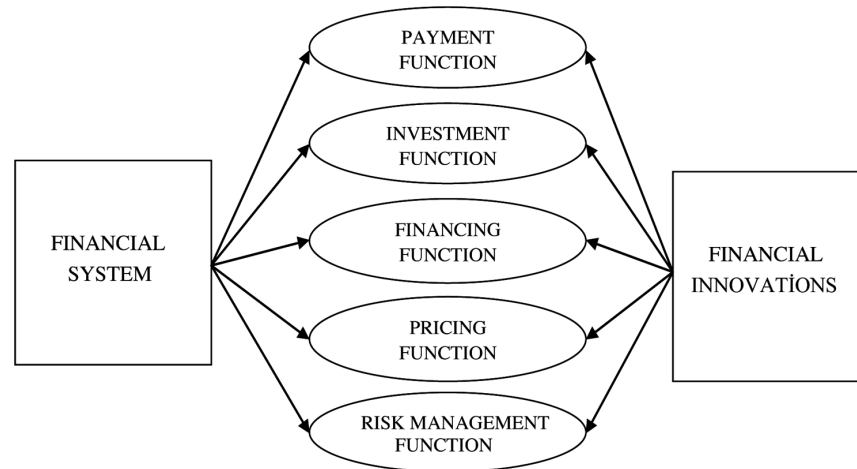 PAYMENT
FUNCTION
INVESTMENT
FUNCTION
FINANCIAL
SYSTEM
FINANCING
FUNCTION
FINANCIAL
INNOVATİONS
PRICING
FUNCTION
RISK MANAGEMENT
FUNCTION